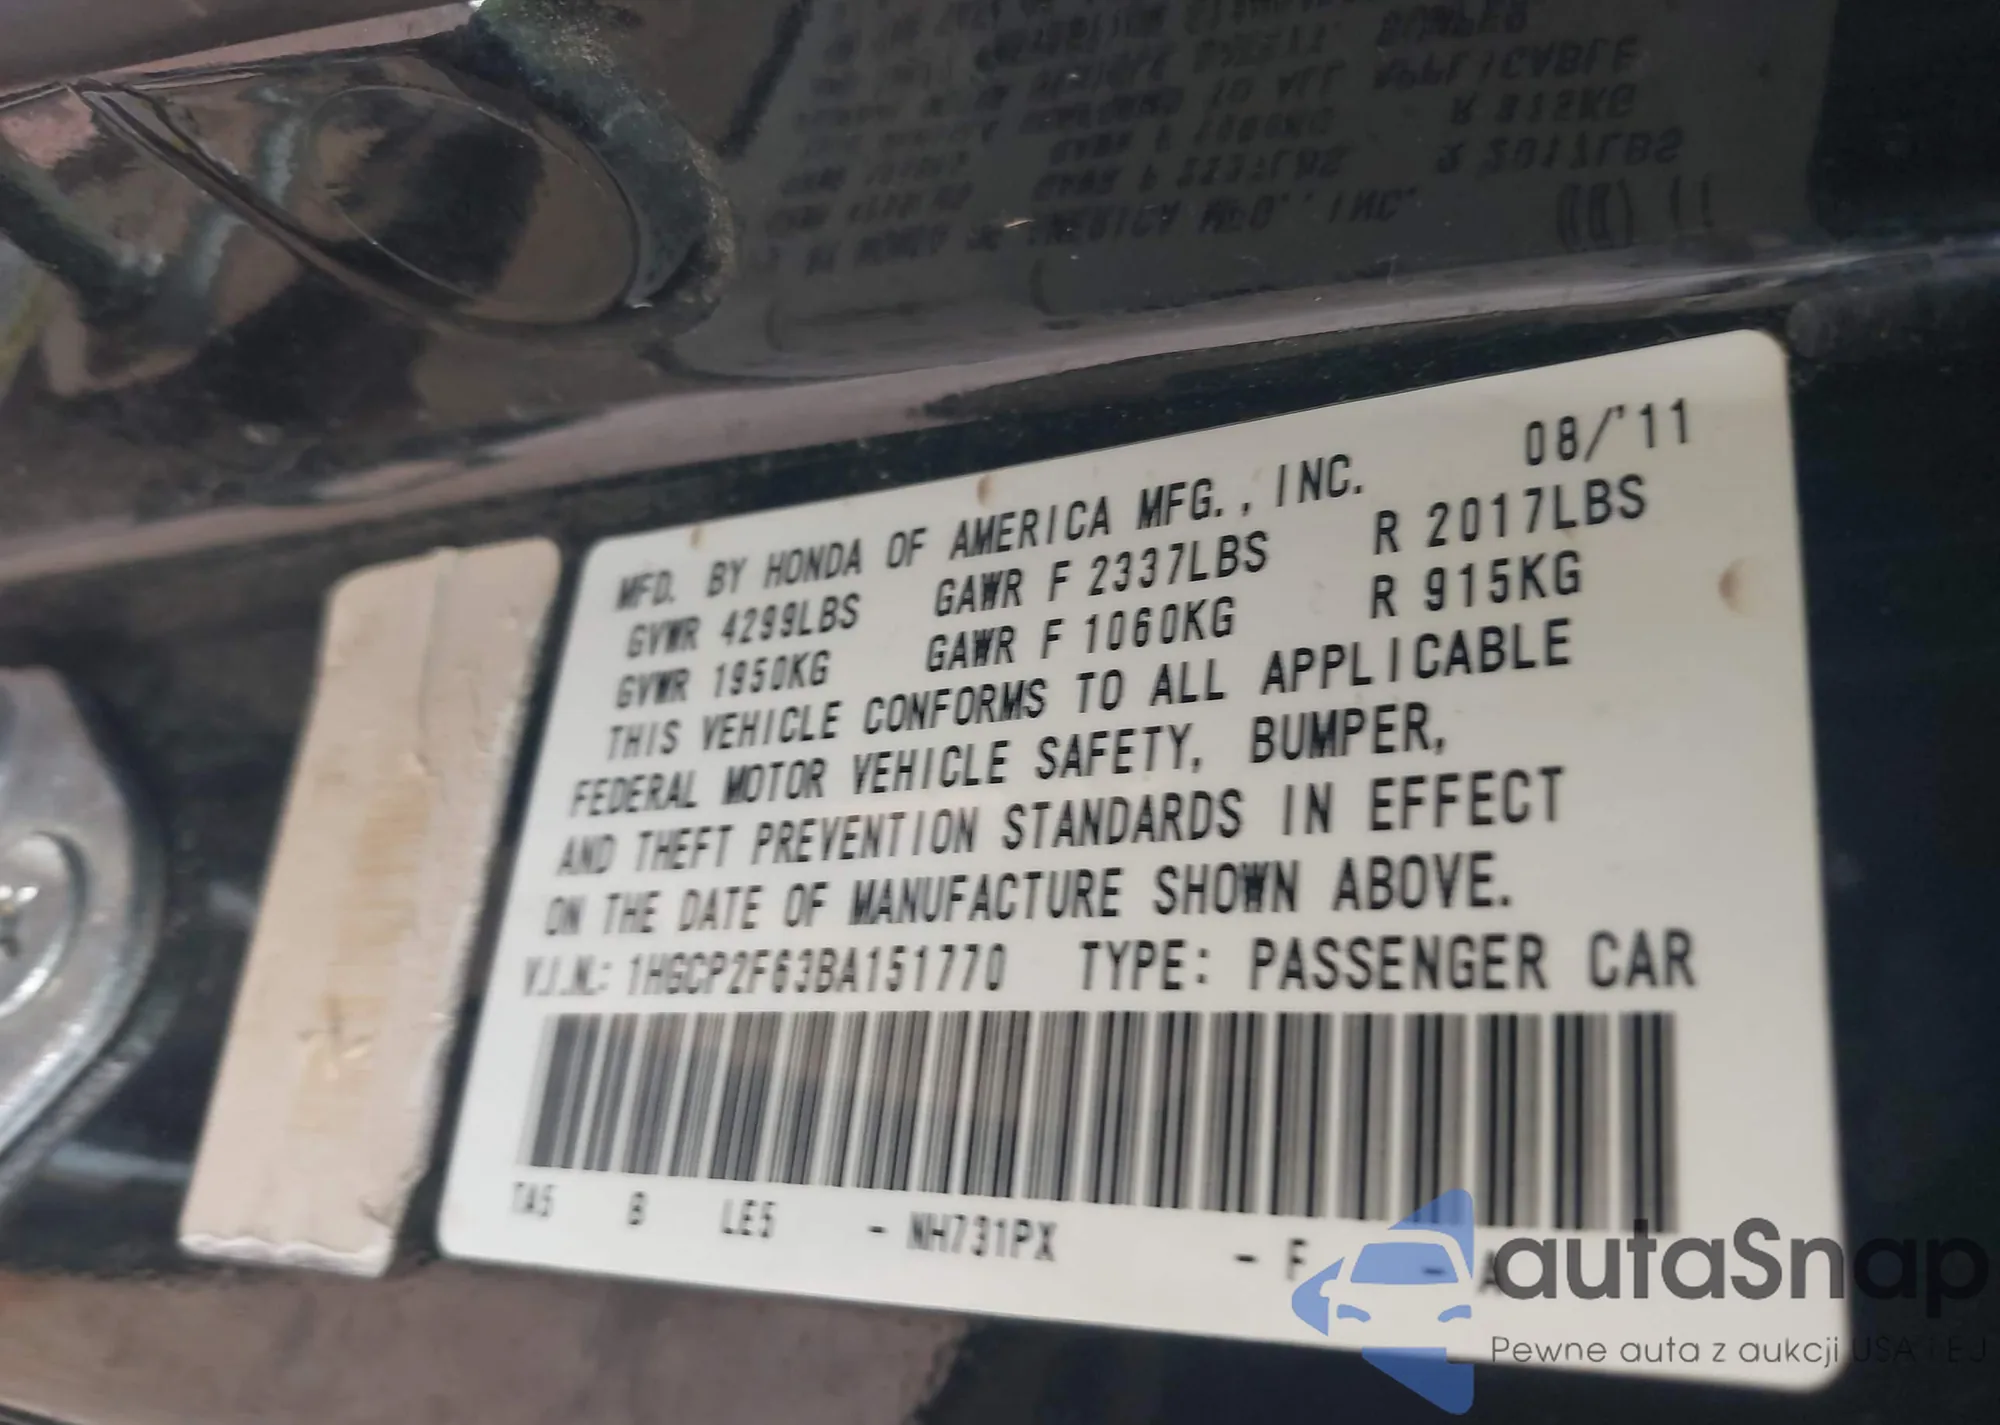 MFD. BY HONDA OF AMERICA MFG., INC. 08/'11
GVWR 4299LBS GAWR F 2337LBS R 2017LBS
GVWR 1950KG GAWR F 1060KG R 915KG
THIS VEHICLE CONFORMS TO ALL APPLICABLE
FEDERAL MOTOR VEHICLE SAFETY, BUMPER,
AND THEFT PREVENTION STANDARDS IN EFFECT
ON THE DATE OF MANUFACTURE SHOWN ABOVE.
V.I.N.: 1HGCP2F63BA151770 TYPE: PASSENGER CAR
TA5 B LE5 - NH731PX - F - A
autaSnap
Pewne auta z aukcji USA i EJ